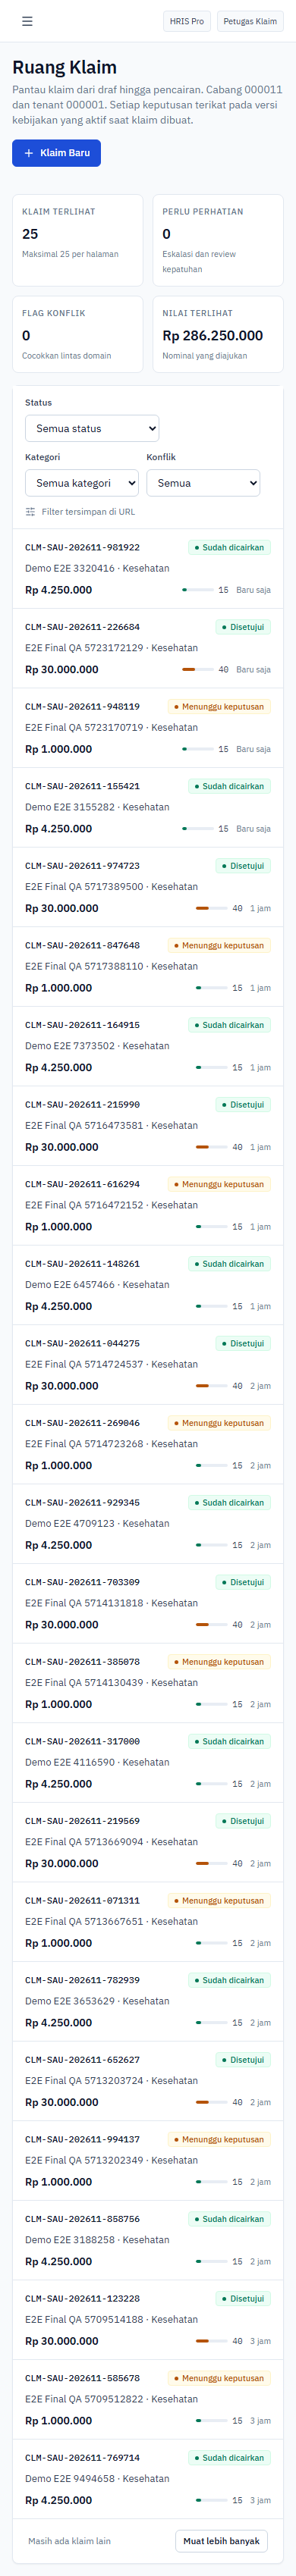 HRIS Pro
Petugas Klaim
Ruang Klaim
Pantau klaim dari draf hingga pencairan. Cabang 000011
dan tenant 000001. Setiap keputusan terikat pada versi
kebijakan yang aktif saat klaim dibuat.
+ Klaim Baru
KLAIM TERLIHAT
25
Maksimal 25 per halaman
PERLU PERHATIAN
0
Eskalasi dan review
kepatuhan
FLAG KONFLIK
0
Cocokkan lintas domain
NILAI TERLIHAT
Rp 286.250.000
Nominal yang diajukan
Status
Semua status
Kategori
Konflik
Semua kategori
Semua
Filter tersimpan di URL
CLM-SAU-202611-981922 Sudah dicairkan
Demo E2E 3320416 · Kesehatan
Rp 4.250.000 15 Baru saja
CLM-SAU-202611-226684 Disetujui
E2E Final QA 5723172129 · Kesehatan
Rp 30.000.000 40 Baru saja
CLM-SAU-202611-948119 Menunggu keputusan
E2E Final QA 5723170719 · Kesehatan
Rp 1.000.000 15 Baru saja
CLM-SAU-202611-155421 Sudah dicairkan
Demo E2E 3155282 · Kesehatan
Rp 4.250.000 15 Baru saja
CLM-SAU-202611-974723 Disetujui
E2E Final QA 5717389500 · Kesehatan
Rp 30.000.000 40 1 jam
CLM-SAU-202611-847648 Menunggu keputusan
E2E Final QA 5717388110 · Kesehatan
Rp 1.000.000 15 1 jam
CLM-SAU-202611-164915 Sudah dicairkan
Demo E2E 7373502 · Kesehatan
Rp 4.250.000 15 1 jam
CLM-SAU-202611-215990 Disetujui
E2E Final QA 5716473581 · Kesehatan
Rp 30.000.000 40 1 jam
CLM-SAU-202611-616294 Menunggu keputusan
E2E Final QA 5716472152 · Kesehatan
Rp 1.000.000 15 1 jam
CLM-SAU-202611-148261 Sudah dicairkan
Demo E2E 6457466 · Kesehatan
Rp 4.250.000 15 1 jam
CLM-SAU-202611-044275 Disetujui
E2E Final QA 5714724537 · Kesehatan
Rp 30.000.000 40 2 jam
CLM-SAU-202611-269046 Menunggu keputusan
E2E Final QA 5714723268 · Kesehatan
Rp 1.000.000 15 2 jam
CLM-SAU-202611-929345 Sudah dicairkan
Demo E2E 4709123 · Kesehatan
Rp 4.250.000 15 2 jam
CLM-SAU-202611-703309 Disetujui
E2E Final QA 5714131818 · Kesehatan
Rp 30.000.000 40 2 jam
CLM-SAU-202611-385078 Menunggu keputusan
E2E Final QA 5714130439 · Kesehatan
Rp 1.000.000 15 2 jam
CLM-SAU-202611-317000 Sudah dicairkan
Demo E2E 4116590 · Kesehatan
Rp 4.250.000 15 2 jam
CLM-SAU-202611-219569 Disetujui
E2E Final QA 5713669094 · Kesehatan
Rp 30.000.000 40 2 jam
CLM-SAU-202611-071311 Menunggu keputusan
E2E Final QA 5713667651 · Kesehatan
Rp 1.000.000 15 2 jam
CLM-SAU-202611-782939 Sudah dicairkan
Demo E2E 3653629 · Kesehatan
Rp 4.250.000 15 2 jam
CLM-SAU-202611-652627 Disetujui
E2E Final QA 5713203724 · Kesehatan
Rp 30.000.000 40 2 jam
CLM-SAU-202611-994137 Menunggu keputusan
E2E Final QA 5713202349 · Kesehatan
Rp 1.000.000 15 2 jam
CLM-SAU-202611-858756 Sudah dicairkan
Demo E2E 3188258 · Kesehatan
Rp 4.250.000 15 2 jam
CLM-SAU-202611-123228 Disetujui
E2E Final QA 5709514188 · Kesehatan
Rp 30.000.000 40 3 jam
CLM-SAU-202611-585678 Menunggu keputusan
E2E Final QA 5709512822 · Kesehatan
Rp 1.000.000 15 3 jam
CLM-SAU-202611-769714 Sudah dicairkan
Demo E2E 9494658 · Kesehatan
Rp 4.250.000 15 3 jam
Masih ada klaim lain
Muat lebih banyak